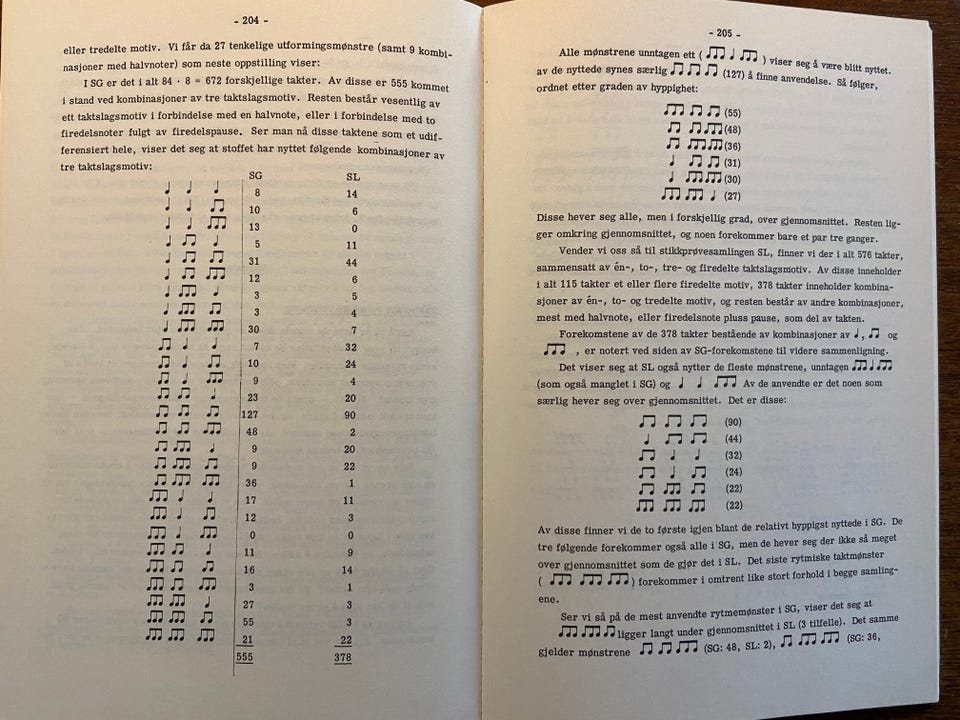 - 204 -
eller tredelte motiv. Vi får da 27 tenkelige utformingsmønstre (samt 9 kombi-
nasjoner med halvnoter) som neste oppstilling viser:
I SG er det i alt 84 · 8 = 672 forskjellige takter. Av disse er 555 kommet
i stand ved kombinasjoner av tre taktslagsmotiv. Resten består vesentlig av
ett taktslagsmotiv i forbindelse med en halvnote, eller i forbindelse med to
firedelsnoter fulgt av firedelspause. Ser man nå disse taktene som et udif-
ferensiert hele, viser det seg at stoffet har nyttet følgende kombinasjoner av
tre taktslagsmotiv:
SG SL
♩ ♩ ♩ 8 14
♩ ♩ ♫ 10 6
♩ ♩ ♫♪ 13 0
♩ ♫ ♩ 5 11
♩ ♫ ♫ 31 44
♩ ♫ ♫♪ 12 6
♩ ♫♪ ♩ 3 5
♩ ♫♪ ♫ 3 4
♩ ♫♪ ♫♪ 30 7
♫ ♩ ♩ 7 32
♫ ♩ ♫ 10 24
♫ ♩ ♫♪ 9 4
♫ ♫ ♩ 23 20
♫ ♫ ♫ 127 90
♫ ♫ ♫♪ 48 2
♫ ♫♪ ♩ 9 20
♫ ♫♪ ♫ 9 22
♫ ♫♪ ♫♪ 36 1
♫♪ ♩ ♩ 17 11
♫♪ ♩ ♫ 12 3
♫♪ ♩ ♫♪ 0 0
♫♪ ♫ ♩ 11 9
♫♪ ♫ ♫ 16 14
♫♪ ♫ ♫♪ 3 1
♫♪ ♫♪ ♩ 27 3
♫♪ ♫♪ ♫ 55 3
♫♪ ♫♪ ♫♪ 21 22
555 378
- 205 -
Alle mønstrene unntagen ett ( ♫♪ ♩ ♫♪ ) viser seg å være blitt nyttet.
av de nyttede synes særlig ♫ ♫ ♫ (127) å finne anvendelse. Så følger,
ordnet etter graden av hyppighet:
♫♪ ♫ ♫ (55)
♫ ♫ ♫♪ (48)
♫ ♫♪ ♫♪ (36)
♩ ♫ ♫ (31)
♩ ♫♪ ♫♪ (30)
♫♪ ♫♪ ♩ (27)
Disse hever seg alle, men i forskjellig grad, over gjennomsnittet. Resten lig-
ger omkring gjennomsnittet, og noen forekommer bare et par tre ganger.
Vender vi oss så til stikkprøvesamlingen SL, finner vi der i alt 576 takter,
sammensatt av én-, to-, tre- og firedelte taktslagsmotiv. Av disse inneholder
i alt 115 takter et eller flere firedelte motiv, 378 takter inneholder kombina-
sjoner av én-, to- og tredelte motiv, og resten består av andre kombinasjoner,
mest med halvnote, eller firedelsnote pluss pause, som del av takten.
Forekomstene av de 378 takter bestående av kombinasjoner av ♩, ♫ og
♫♪ , er notert ved siden av SG-forekomstene til videre sammenligning.
Det viser seg at SL også nytter de fleste mønstrene, unntagen ♫♪ ♩ ♫♪
(som også manglet i SG) og ♩ ♩ ♫♪ Av de anvendte er det noen som
særlig hever seg over gjennomsnittet. Det er disse:
♫ ♫ ♫ (90)
♩ ♫ ♫ (44)
♫ ♩ ♩ (32)
♫ ♩ ♫ (24)
♫ ♫♪ ♫ (22)
♫♪ ♫♪ ♫♪ (22)
Av disse finner vi de to første igjen blant de relativt hyppigst nyttede i SG. De
tre følgende forekommer også alle i SG, men de hever seg der ikke så meget
over gjennomsnittet som de gjør det i SL. Det siste rytmiske taktmønster
( ♫♪ ♫♪ ♫♪ ) forekommer i omtrent like stort forhold i begge samling-
ene.
Ser vi så på de mest anvendte rytmemønster i SG, viser det seg at
♫♪ ♫♪ ♫ ligger langt under gjennomsnittet i SL (3 tilfelle). Det samme
gjelder mønstrene ♫ ♫ ♫♪ (SG: 48, SL: 2), ♫ ♫♪ ♫♪ (SG: 36,